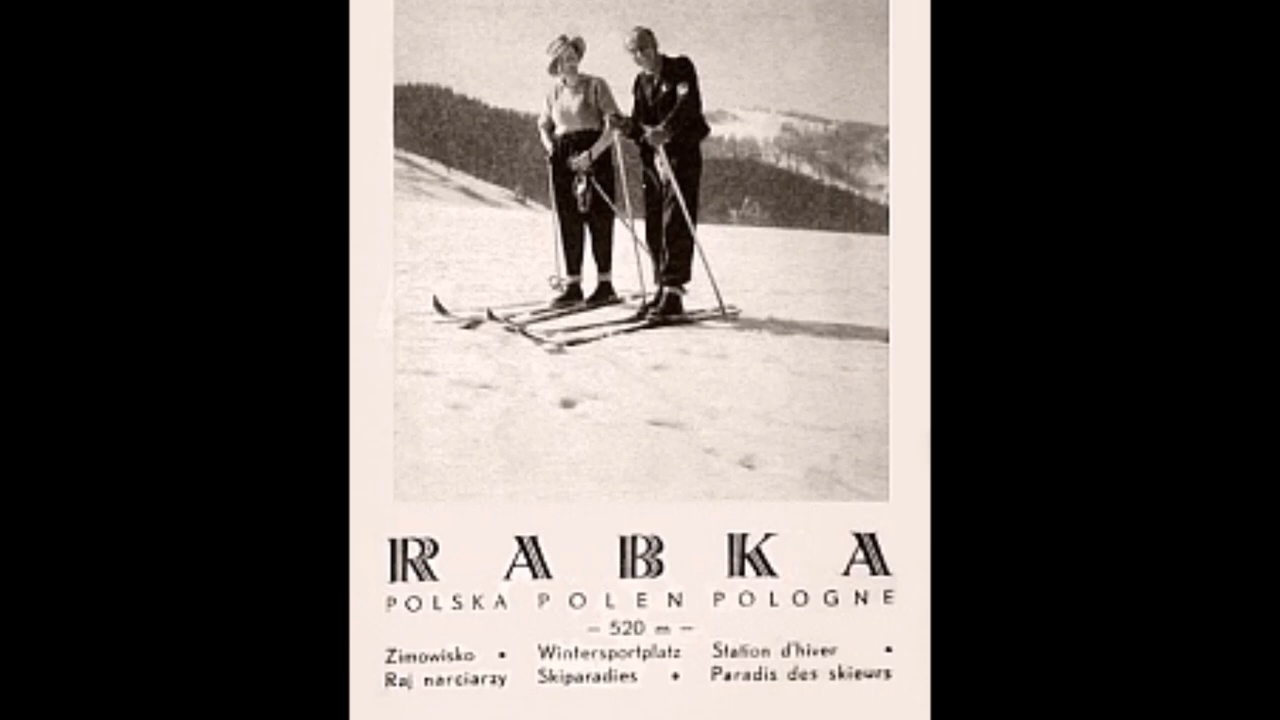 RABKA
POLSKA POLEN POLOGNE
– 520 m –
Zimowisko • Wintersportplatz Station d'hiver •
Raj narciarzy Skiparadies • Paradis des skieurs